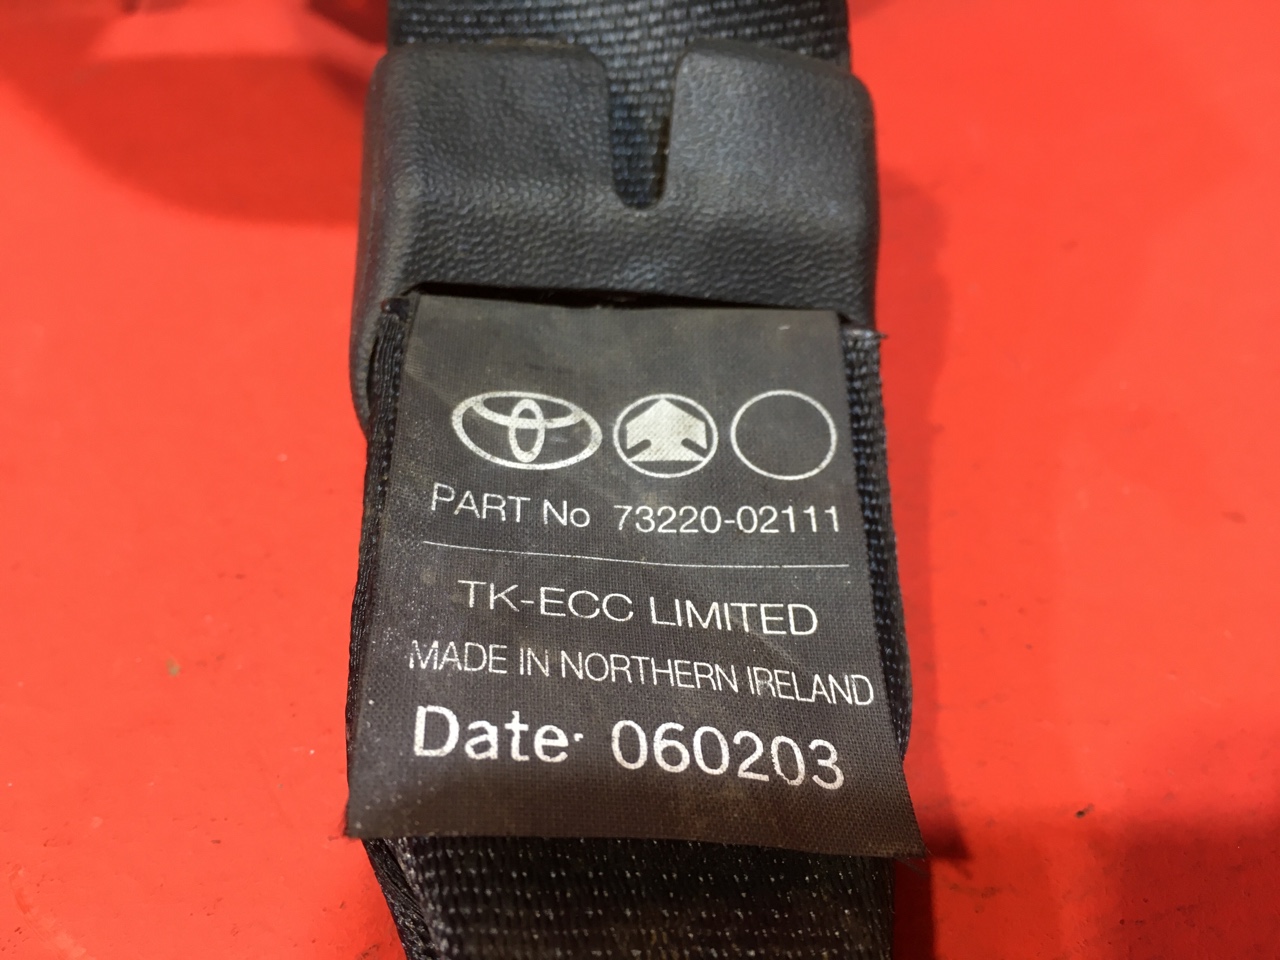 PART No 73220-02111
TK-ECC LIMITED
MADE IN NORTHERN IRELAND
Date: 060203